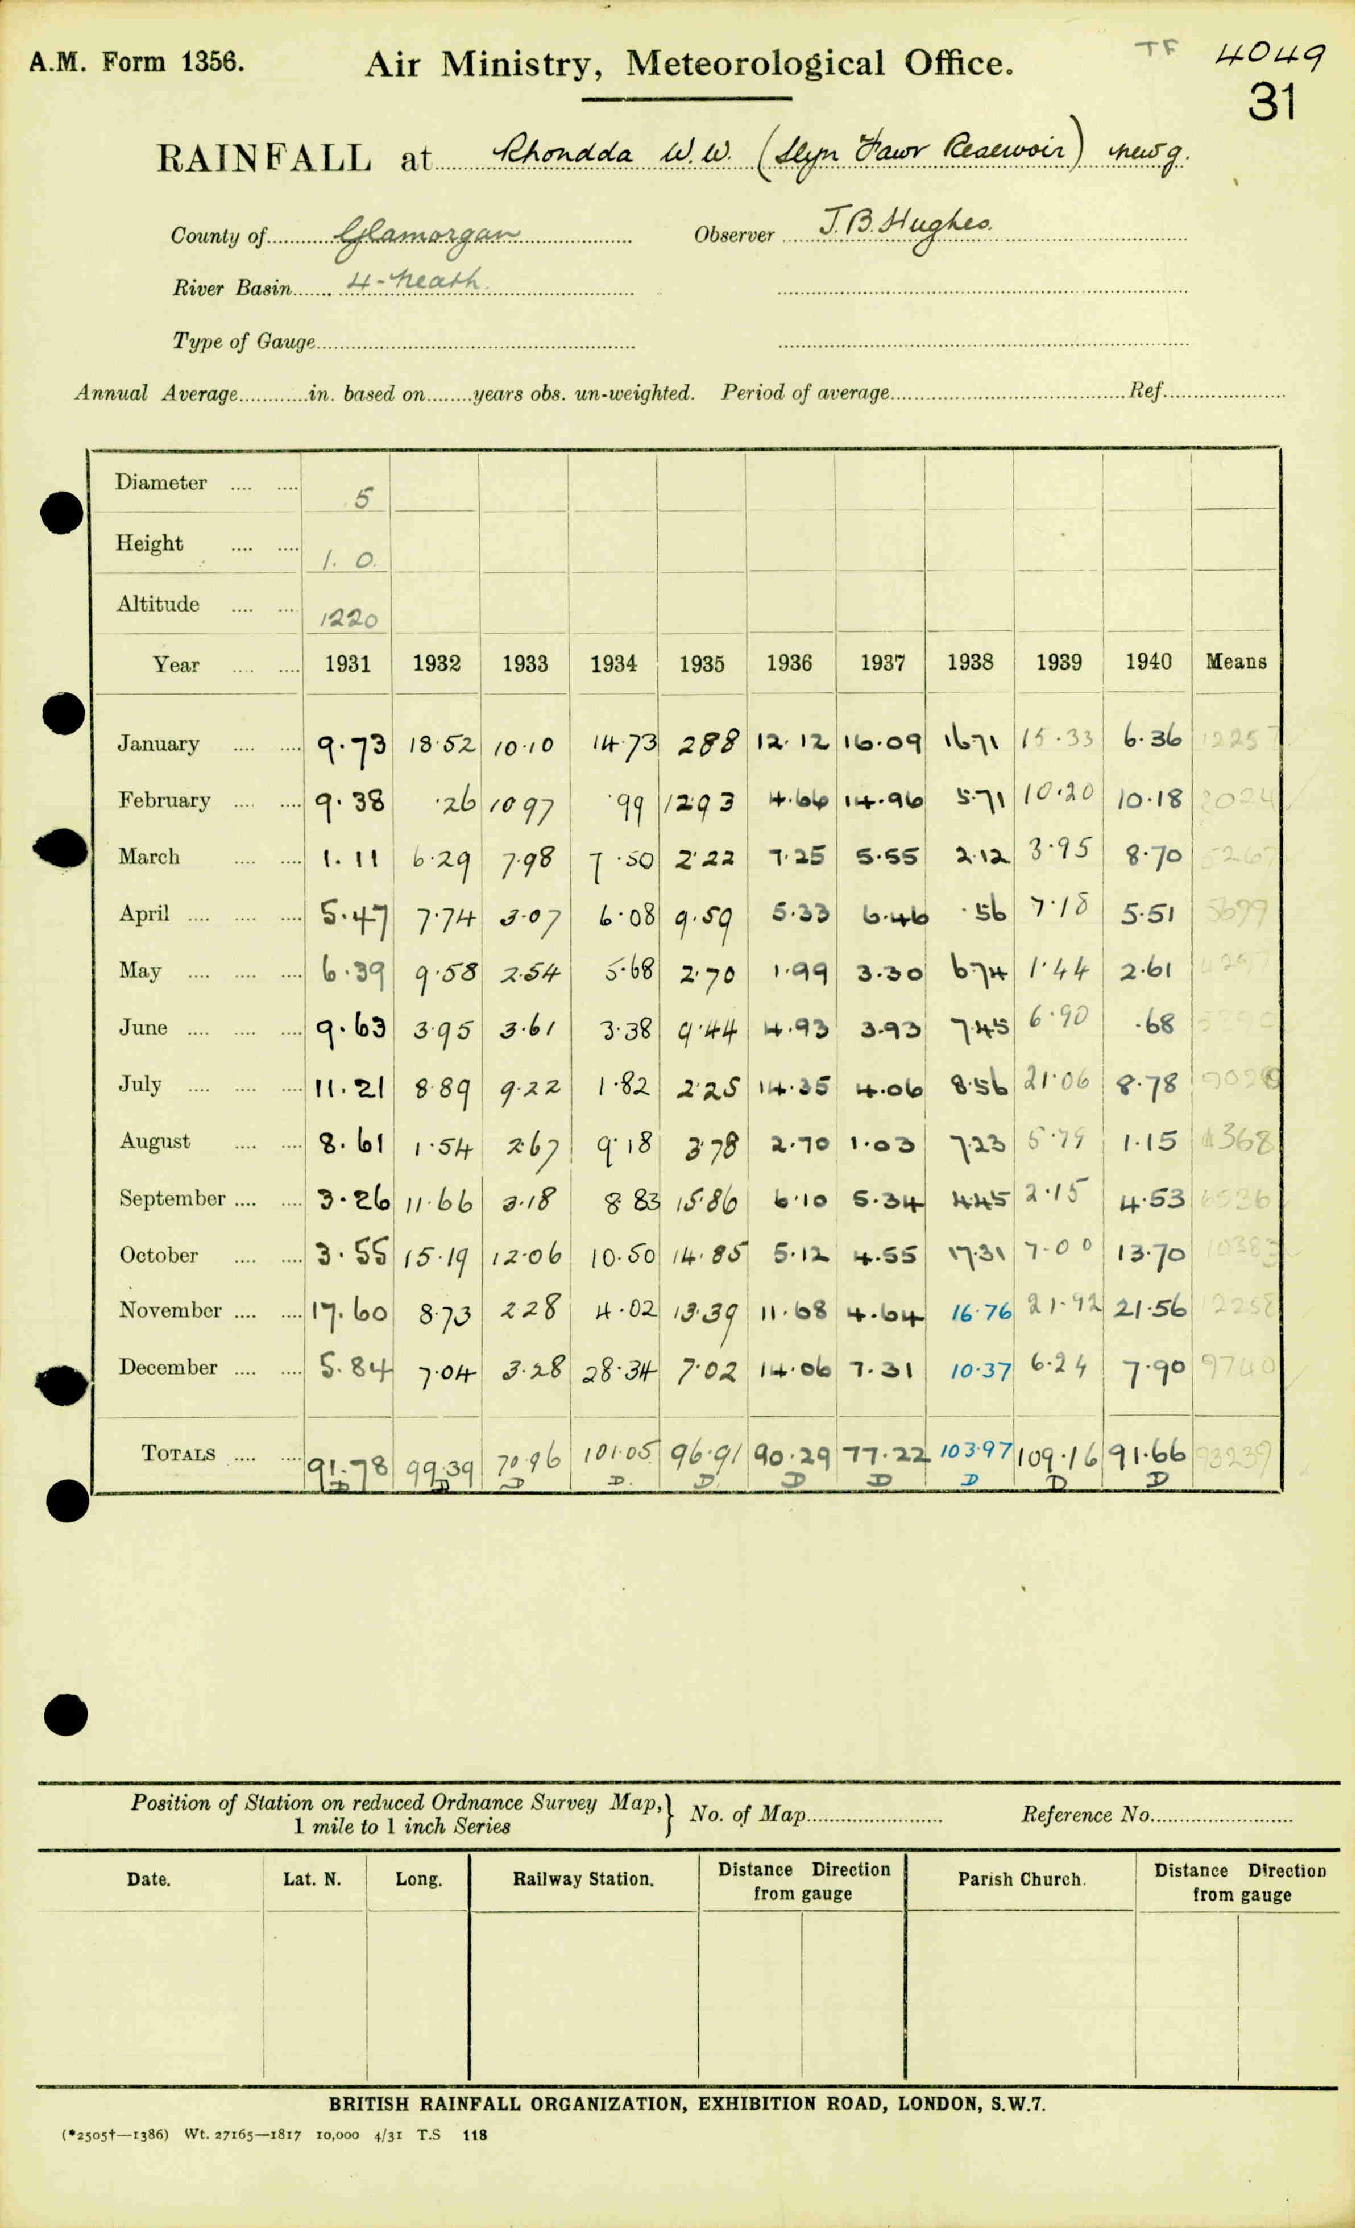 A.M. Form 1356. Air Ministry, Meteorological Office. TF 4049
31
RAINFALL at Rhondda W.W. (Llyn Fawr Reservoir) new g.
County of Glamorgan Observer J.B. Hughes.
River Basin 4-Neath.
Type of Gauge
Annual Average in. based on years obs. un-weighted. Period of average Ref.
Diameter 5
Height 1. 0.
Altitude 1220
Year 1931 1932 1933 1934 1935 1936 1937 1938 1939 1940 Means
January 9.73 18.52 10.10 14.73 2.88 12.12 16.09 16.71 15.33 6.36 12257
February 9.38 .26 10.97 .99 12.93 4.66 14.96 5.71 10.20 10.18 8024
March 1.11 6.29 7.98 7.50 2.22 7.25 5.55 2.12 3.95 8.70 5267
April 5.47 7.74 3.07 6.08 9.59 5.33 6.46 .56 7.18 5.51 5699
May 6.39 9.58 2.54 5.68 2.70 1.99 3.30 6.74 1.44 2.61 4297
June 9.63 3.95 3.61 3.38 9.44 4.93 3.93 7.45 6.90 .68 5390
July 11.21 8.89 9.22 1.82 2.25 14.35 4.06 8.56 21.06 8.78 9020
August 8.61 1.54 2.67 9.18 3.78 2.70 1.03 7.23 5.79 1.15 4368
September 3.26 11.66 3.18 8.83 15.86 6.10 5.34 4.45 2.15 4.53 6536
October 3.55 15.19 12.06 10.50 14.85 5.12 4.55 17.31 7.00 13.70 10383
November 17.60 8.73 2.28 4.02 13.39 11.68 4.64 16.76 21.92 21.56 12258
December 5.84 7.04 3.28 28.34 7.02 14.06 7.31 10.37 6.24 7.90 9740
TOTALS 91.78 99.39 70.96 101.05 96.91 90.29 77.22 103.97 109.16 91.66 93239
D D D D. D. D D D D D
Position of Station on reduced Ordnance Survey Map, } No. of Map Reference No.
1 mile to 1 inch Series
Date. Lat. N. Long. Railway Station. Distance Direction Parish Church. Distance Direction
from gauge from gauge
BRITISH RAINFALL ORGANIZATION, EXHIBITION ROAD, LONDON, S.W.7.
(*2505†—1386) Wt. 27165—1817 10,000 4/31 T.S 118